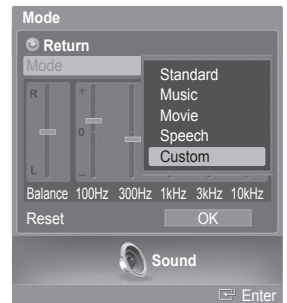 Mode
Return
Mode
Standard
Music
Movie
Speech
Custom
R
+
0
L
−
Balance 100Hz 300Hz 1kHz 3kHz 10kHz
Reset OK
Sound
Enter